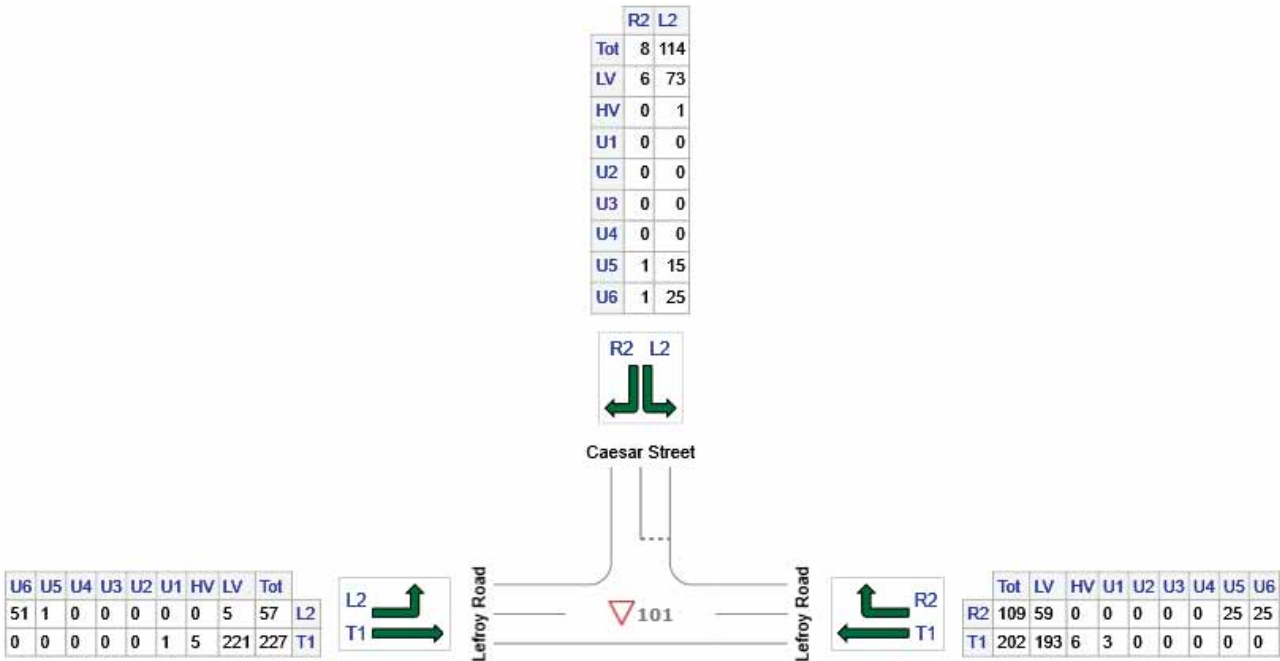 R2 L2
Tot 8 114
LV 6 73
HV 0 1
U1 0 0
U2 0 0
U3 0 0
U4 0 0
U5 1 15
U6 1 25
R2 L2
Caesar Street
U6 U5 U4 U3 U2 U1 HV LV Tot
51 1 0 0 0 0 0 5 57 L2
0 0 0 0 0 1 5 221 227 T1
L2
T1
Lefroy Road
101
Lefroy Road
R2
T1
Tot LV HV U1 U2 U3 U4 U5 U6
R2 109 59 0 0 0 0 0 25 25
T1 202 193 6 3 0 0 0 0 0